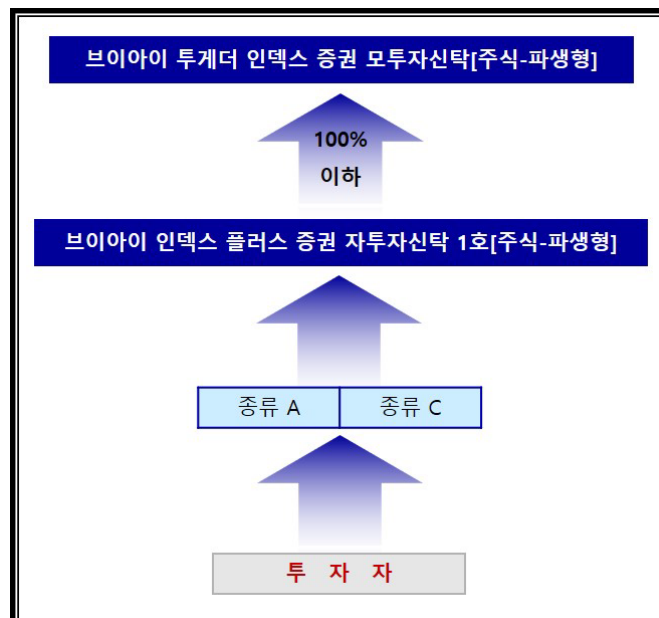 브이아이 투게더 인덱스 증권 모투자신탁[주식-파생형]
100%
이하
브이아이 인덱스 플러스 증권 자투자신탁 1호[주식-파생형]
종류 A 종류 C
투 자 자